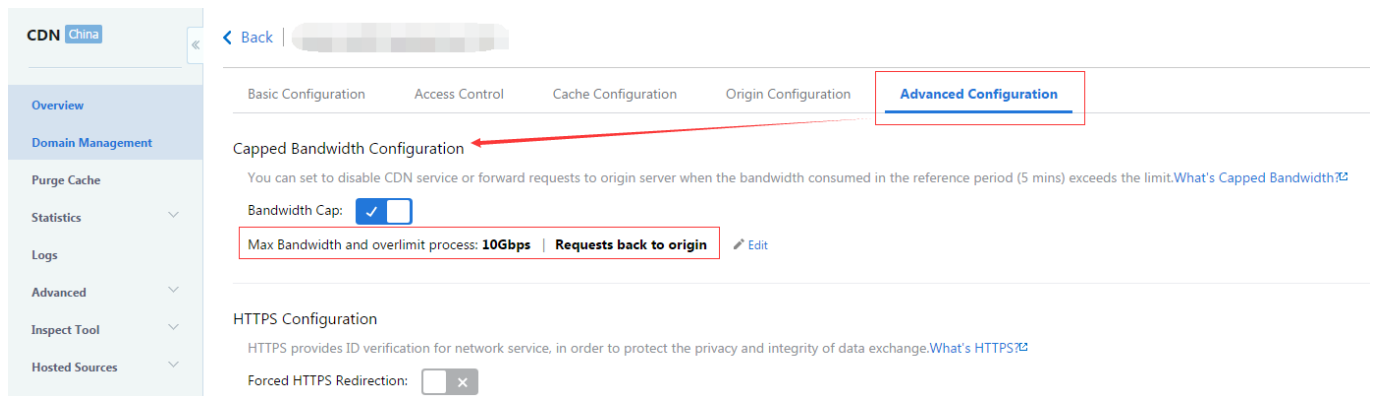 CDN China
«
Back
Overview
Domain Management
Purge Cache
Statistics
Logs
Advanced
Inspect Tool
Hosted Sources
Basic Configuration Access Control Cache Configuration Origin Configuration Advanced Configuration
Capped Bandwidth Configuration
You can set to disable CDN service or forward requests to origin server when the bandwidth consumed in the reference period (5 mins) exceeds the limit.What's Capped Bandwidth?
Bandwidth Cap:
Max Bandwidth and overlimit process: 10Gbps | Requests back to origin Edit
HTTPS Configuration
HTTPS provides ID verification for network service, in order to protect the privacy and integrity of data exchange.What's HTTPS?
Forced HTTPS Redirection: